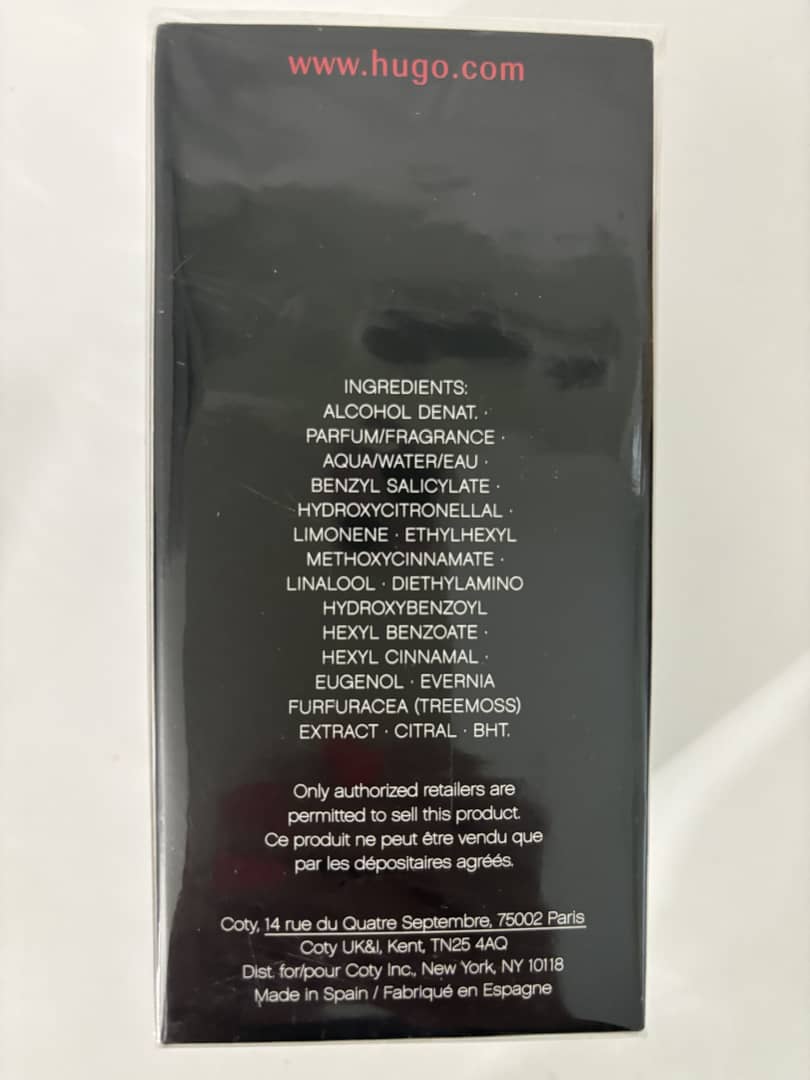 www.hugo.com
INGREDIENTS:
ALCOHOL DENAT. ·
PARFUM/FRAGRANCE ·
AQUA/WATER/EAU ·
BENZYL SALICYLATE ·
HYDROXYCITRONELLAL ·
LIMONENE · ETHYLHEXYL
METHOXYCINNAMATE ·
LINALOOL · DIETHYLAMINO
HYDROXYBENZOYL
HEXYL BENZOATE ·
HEXYL CINNAMAL ·
EUGENOL · EVERNIA
FURFURACEA (TREEMOSS)
EXTRACT · CITRAL · BHT.
Only authorized retailers are
permitted to sell this product.
Ce produit ne peut être vendu que
par les dépositaires agréés.
Coty, 14 rue du Quatre Septembre, 75002 Paris
Coty UK&I, Kent, TN25 4AQ
Dist. for/pour Coty Inc., New York, NY 10118
Made in Spain / Fabriqué en Espagne